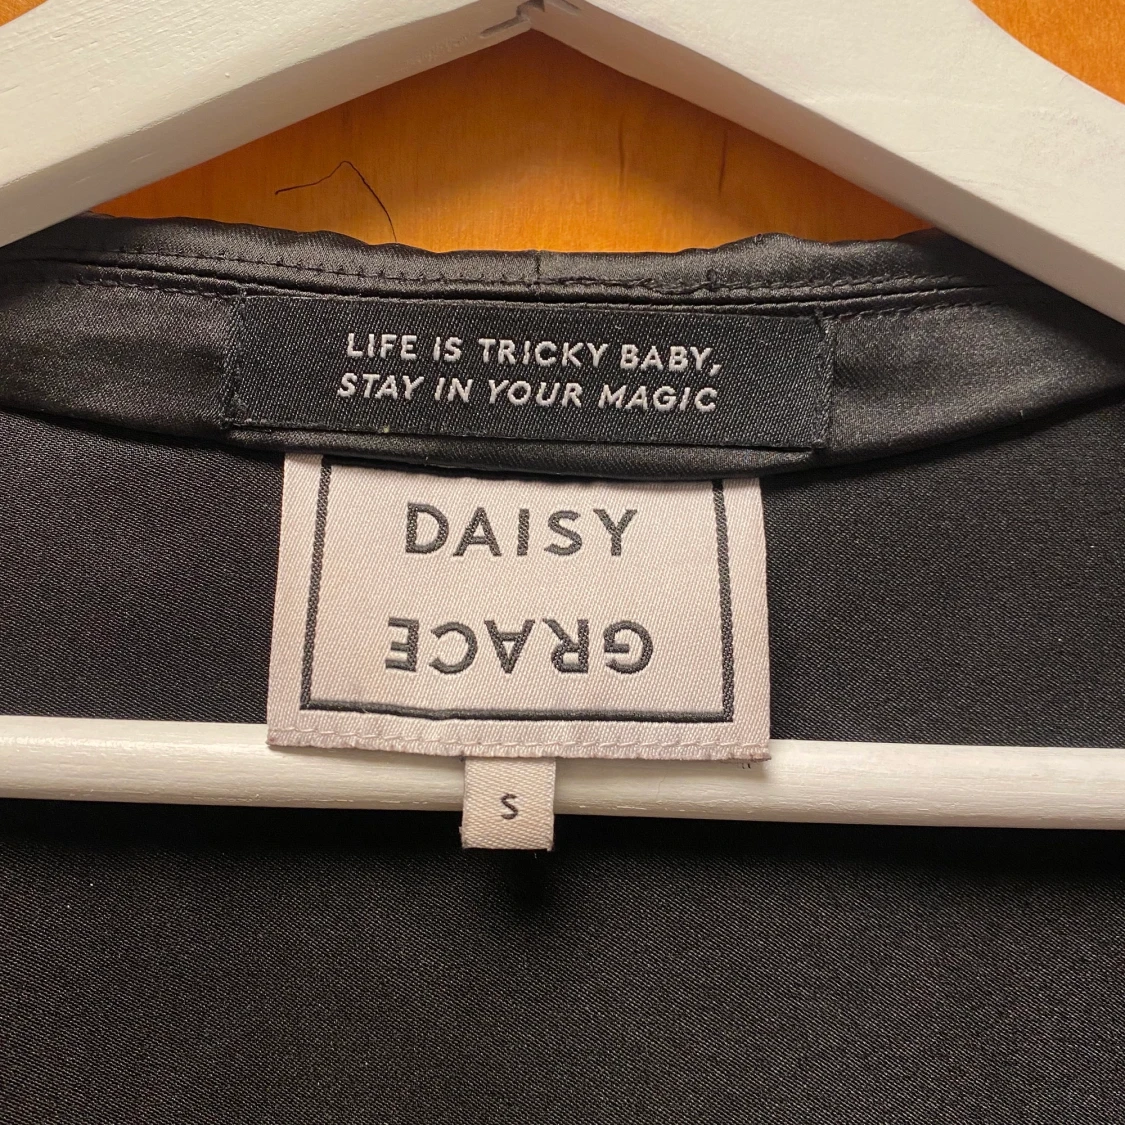 LIFE IS TRICKY BABY,
STAY IN YOUR MAGIC
DAISY
GRACE
S